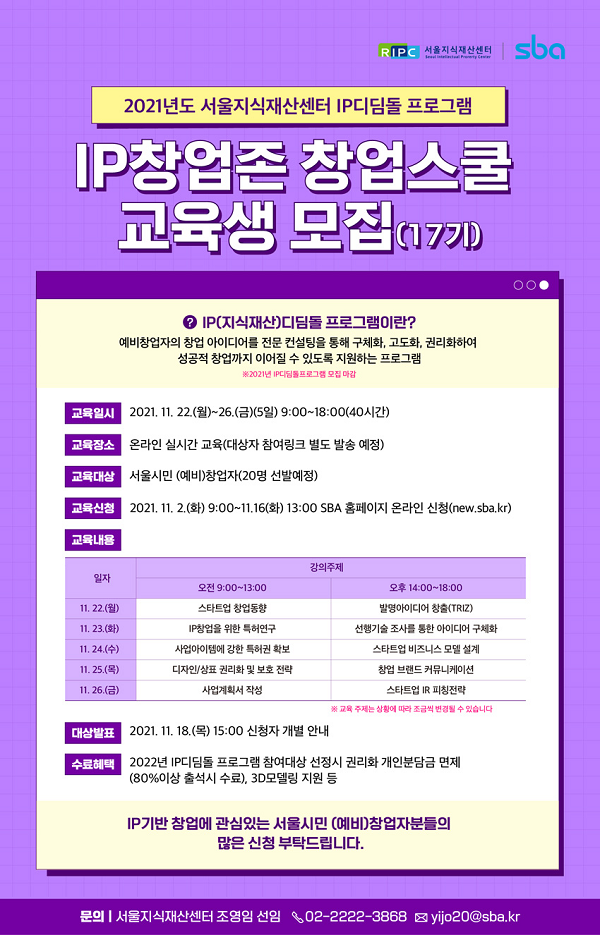 RIPC 서울지식재산센터 sba
Seoul Intellectual Property Center
2021년도 서울지식재산센터 IP디딤돌 프로그램
IP창업존 창업스쿨
교육생 모집(17기)
? IP(지식재산)디딤돌 프로그램이란?
예비창업자의 창업 아이디어를 전문 컨설팅을 통해 구체화, 고도화, 권리화하여
성공적 창업까지 이어질 수 있도록 지원하는 프로그램
※2021년 IP디딤돌프로그램 모집 마감
교육일시 2021. 11. 22.(월)~26.(금)(5일) 9:00~18:00(40시간)
교육장소 온라인 실시간 교육(대상자 참여링크 별도 발송 예정)
교육대상 서울시민 (예비)창업자(20명 선발예정)
교육신청 2021. 11. 2.(화) 9:00~11.16(화) 13:00 SBA 홈페이지 온라인 신청(new.sba.kr)
교육내용
일자 강의주제
오전 9:00~13:00 오후 14:00~18:00
11. 22.(월) 스타트업 창업동향 발명아이디어 창출(TRIZ)
11. 23.(화) IP창업을 위한 특허연구 선행기술 조사를 통한 아이디어 구체화
11. 24.(수) 사업아이템에 강한 특허권 확보 스타트업 비즈니스 모델 설계
11. 25.(목) 디자인/상표 권리화 및 보호 전략 창업 브랜드 커뮤니케이션
11. 26.(금) 사업계획서 작성 스타트업 IR 피칭전략
※ 교육 주제는 상황에 따라 조금씩 변경될 수 있습니다
대상발표 2021. 11. 18.(목) 15:00 신청자 개별 안내
수료혜택 2022년 IP디딤돌 프로그램 참여대상 선정시 권리화 개인분담금 면제
(80%이상 출석시 수료), 3D모델링 지원 등
IP기반 창업에 관심있는 서울시민 (예비)창업자분들의
많은 신청 부탁드립니다.
문의 | 서울지식재산센터 조영임 선임 02-2222-3868 yijo20@sba.kr